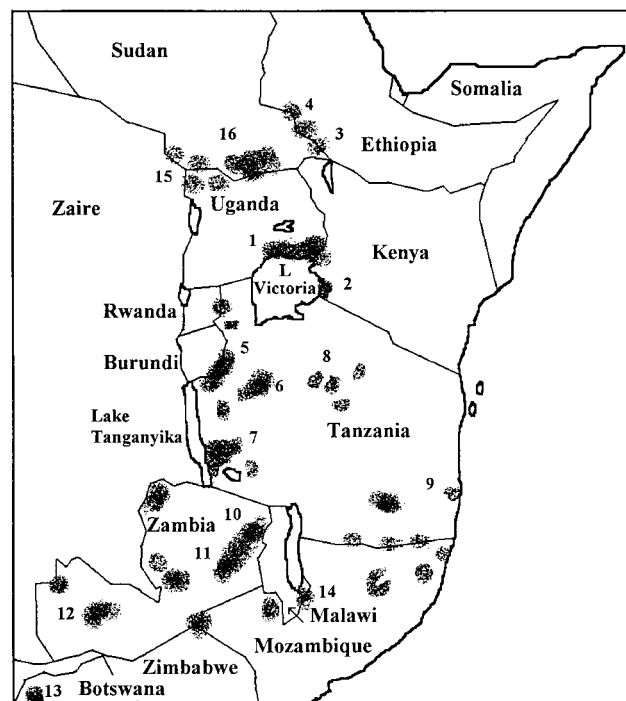 Sudan
Somalia
4
16
3
Ethiopia
15
Zaire
Uganda
1
Kenya
L
Victoria
2
Rwanda
5
8
Burundi
6
Lake
Tanganyika
Tanzania
7
9
10
Zambia
11
14
12
Malawi
Mozambique
Zimbabwe
13
Botswana